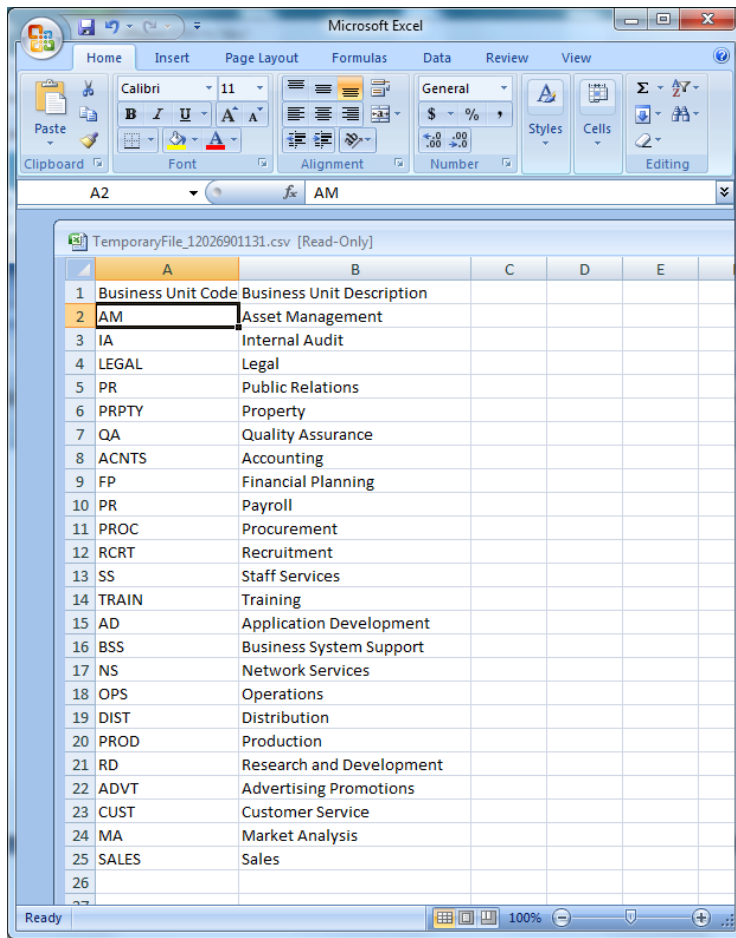 Microsoft Excel
Home Insert Page Layout Formulas Data Review View
Calibri 11 General
B I U A A $ % ,
Paste Styles Cells
Clipboard Font Alignment Number Editing
A2 fx AM
TemporaryFile_12026901131.csv [Read-Only]
A B C D E
1 Business Unit Code Business Unit Description
2 AM Asset Management
3 IA Internal Audit
4 LEGAL Legal
5 PR Public Relations
6 PRPTY Property
7 QA Quality Assurance
8 ACNTS Accounting
9 FP Financial Planning
10 PR Payroll
11 PROC Procurement
12 RCRT Recruitment
13 SS Staff Services
14 TRAIN Training
15 AD Application Development
16 BSS Business System Support
17 NS Network Services
18 OPS Operations
19 DIST Distribution
20 PROD Production
21 RD Research and Development
22 ADVT Advertising Promotions
23 CUST Customer Service
24 MA Market Analysis
25 SALES Sales
26
Ready 100%